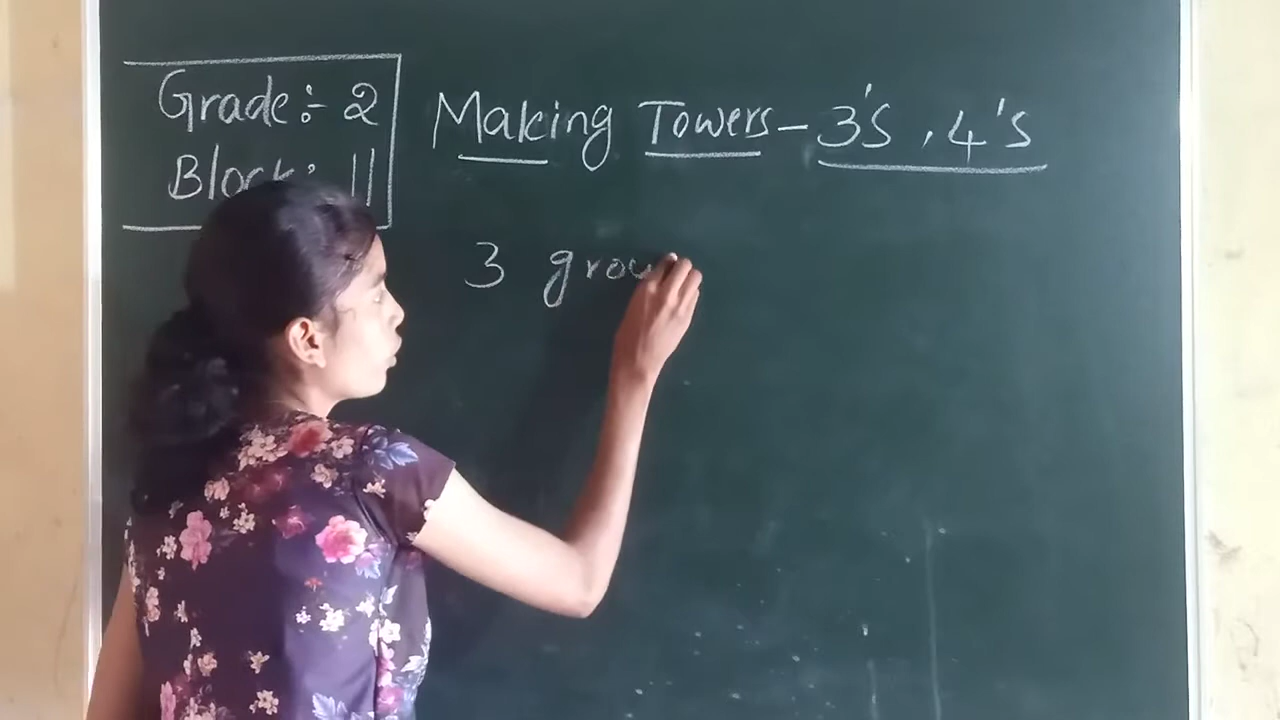 Grade :- 2
Block : 11
Making Towers - 3's , 4's
3 grou